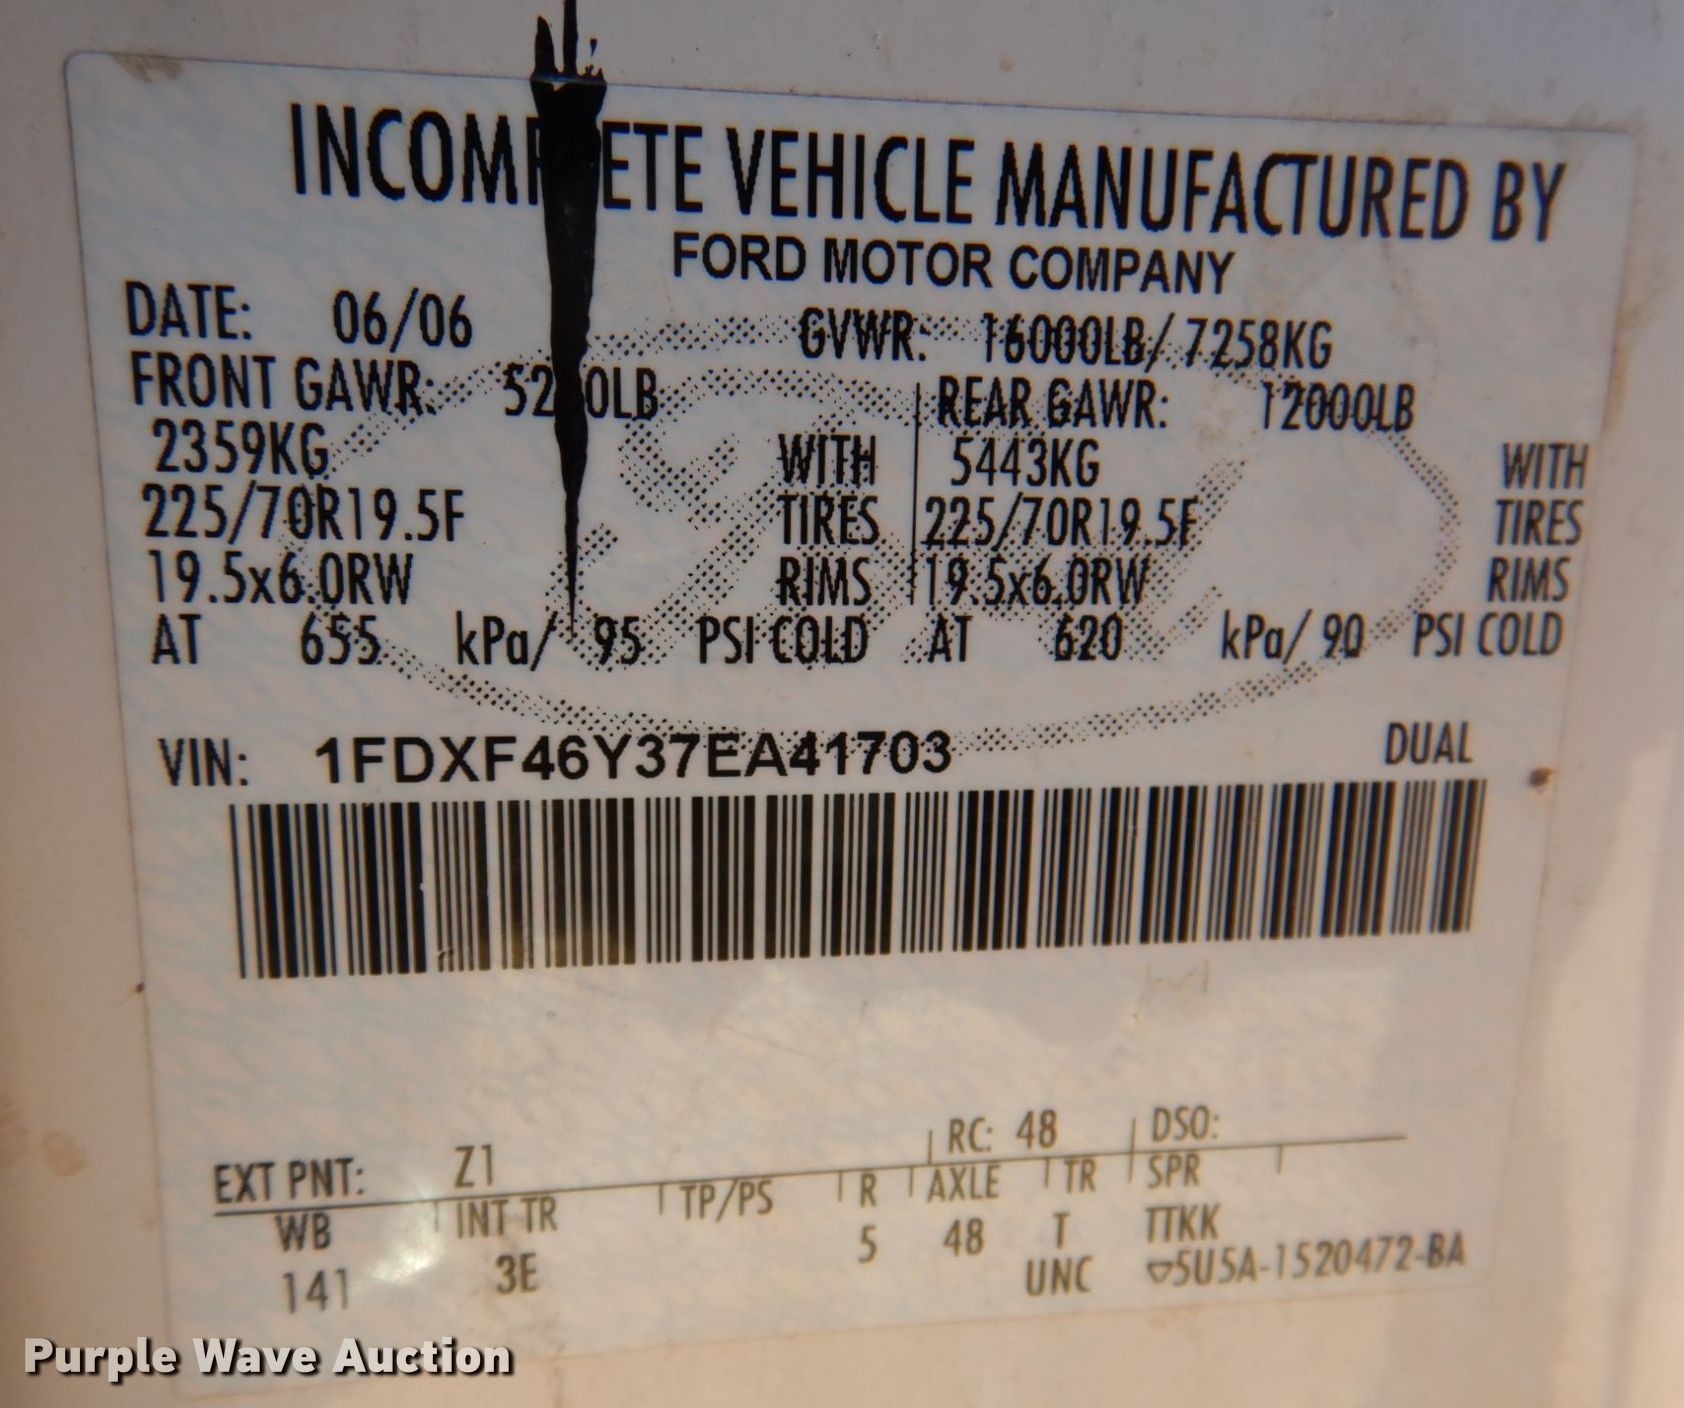 INCOMPLETE VEHICLE MANUFACTURED BY
FORD MOTOR COMPANY
DATE: 06/06 GVWR: 16000LB/ 7258KG
FRONT GAWR: 5200LB REAR GAWR: 12000LB
2359KG WITH 5443KG WITH
225/70R19.5F TIRES 225/70R19.5F TIRES
19.5x6.0RW RIMS 19.5x6.0RW RIMS
AT 655 kPa/ 95 PSI COLD AT 620 kPa/ 90 PSI COLD
VIN: 1FDXF46Y37EA41703 DUAL
EXT PNT: Z1 RC: 48 DSO:
WB INT TR TP/PS R AXLE TR SPR
141 3E 5 48 T TTKK
UNC ▽5U5A-1520472-BA
Purple Wave Auction